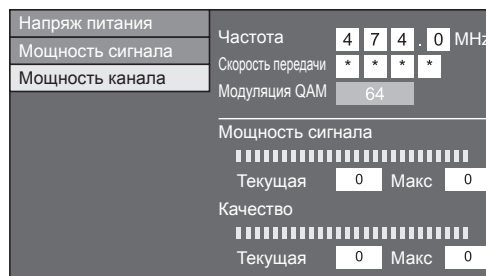 Напряж питания
Мощность сигнала
Мощность канала
Частота 4 7 4 . 0 MHz
Скорость передачи * * * *
Модуляция QAM 64
Мощность сигнала
Текущая 0 Макс 0
Качество
Текущая 0 Макс 0